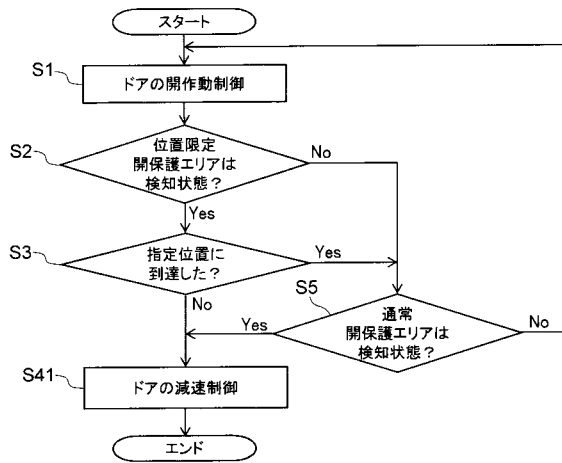 スタート
S1
ドアの開作動制御
S2
位置限定
開保護エリアは
検知状態？
No
Yes
S3
指定位置に
到達した？
Yes
No
S5
通常
開保護エリアは
検知状態？
Yes
No
S41
ドアの減速制御
エンド